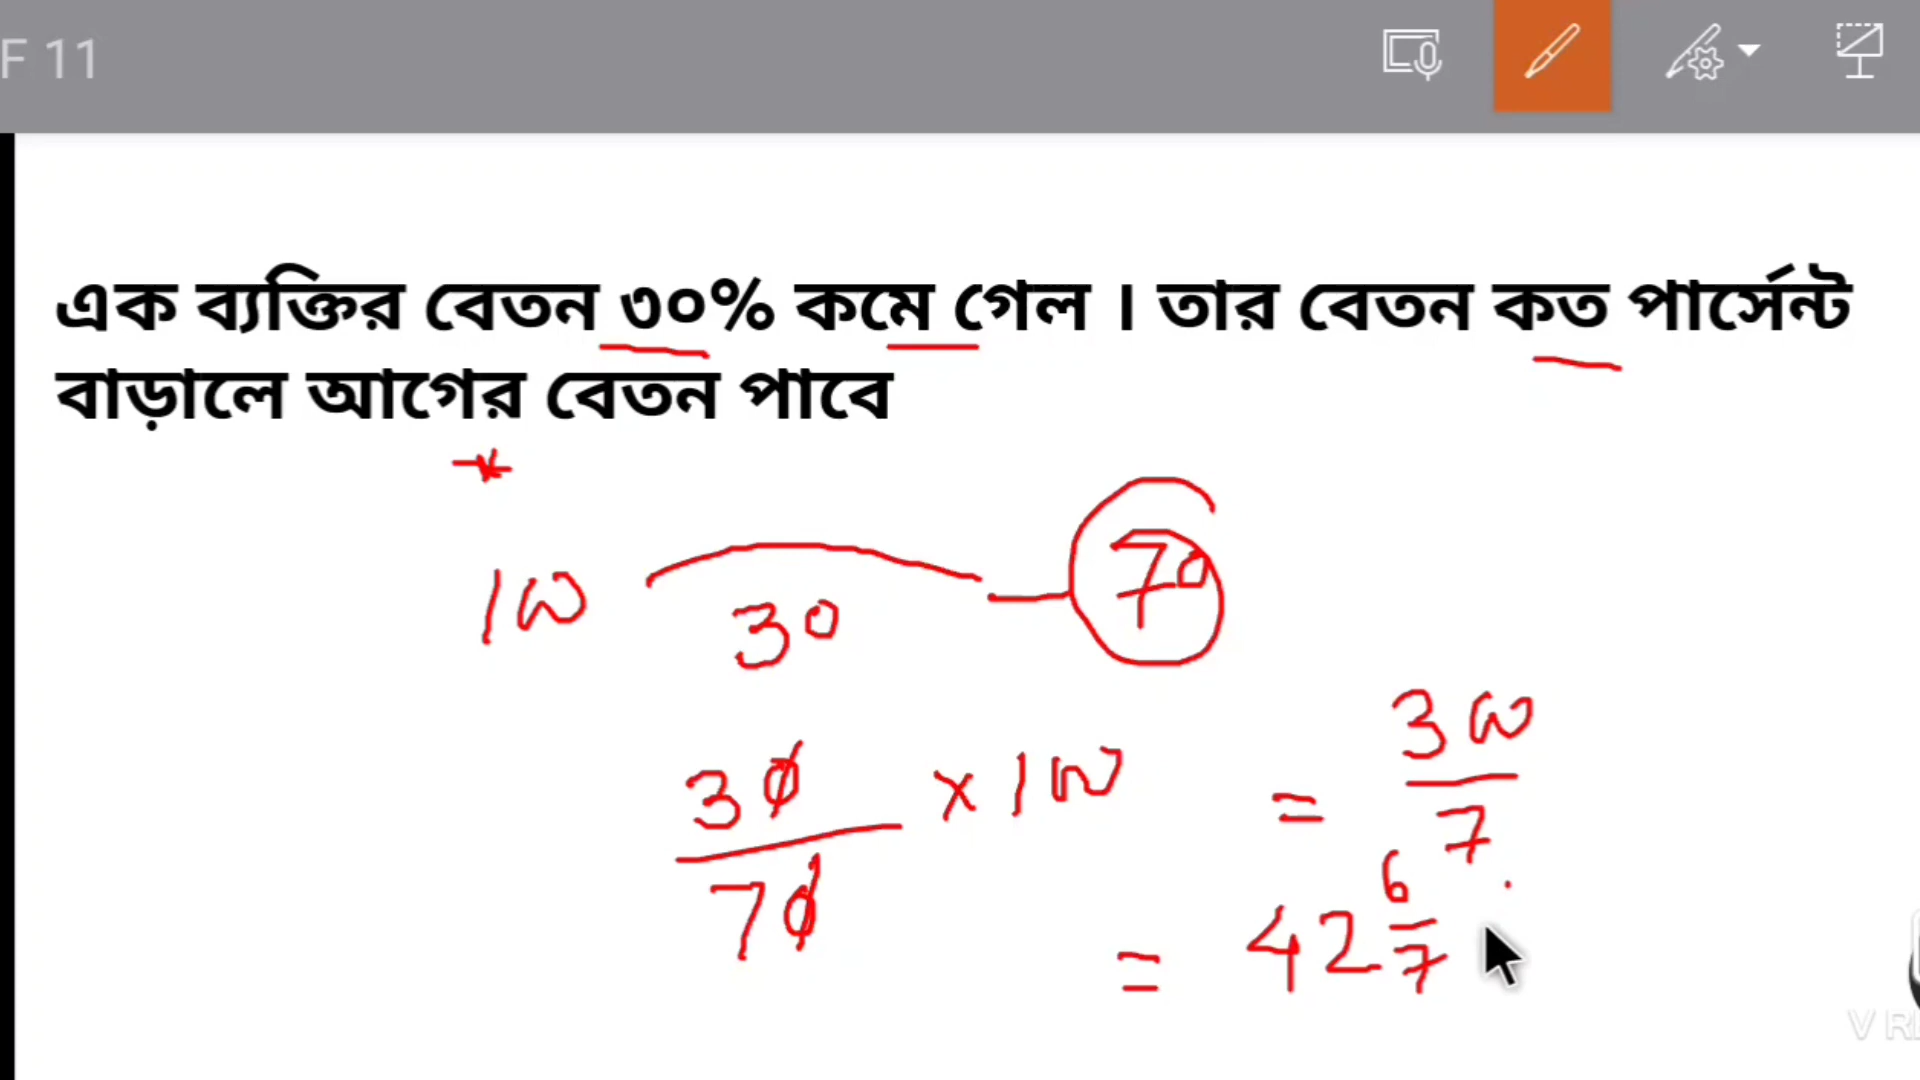 F 11
এক ব্যক্তির বেতন ৩০% কমে গেল । তার বেতন কত পার্সেন্ট
বাড়ালে আগের বেতন পাবে
100 30 70
30/70 × 100 = 300/7
= 42 6/7